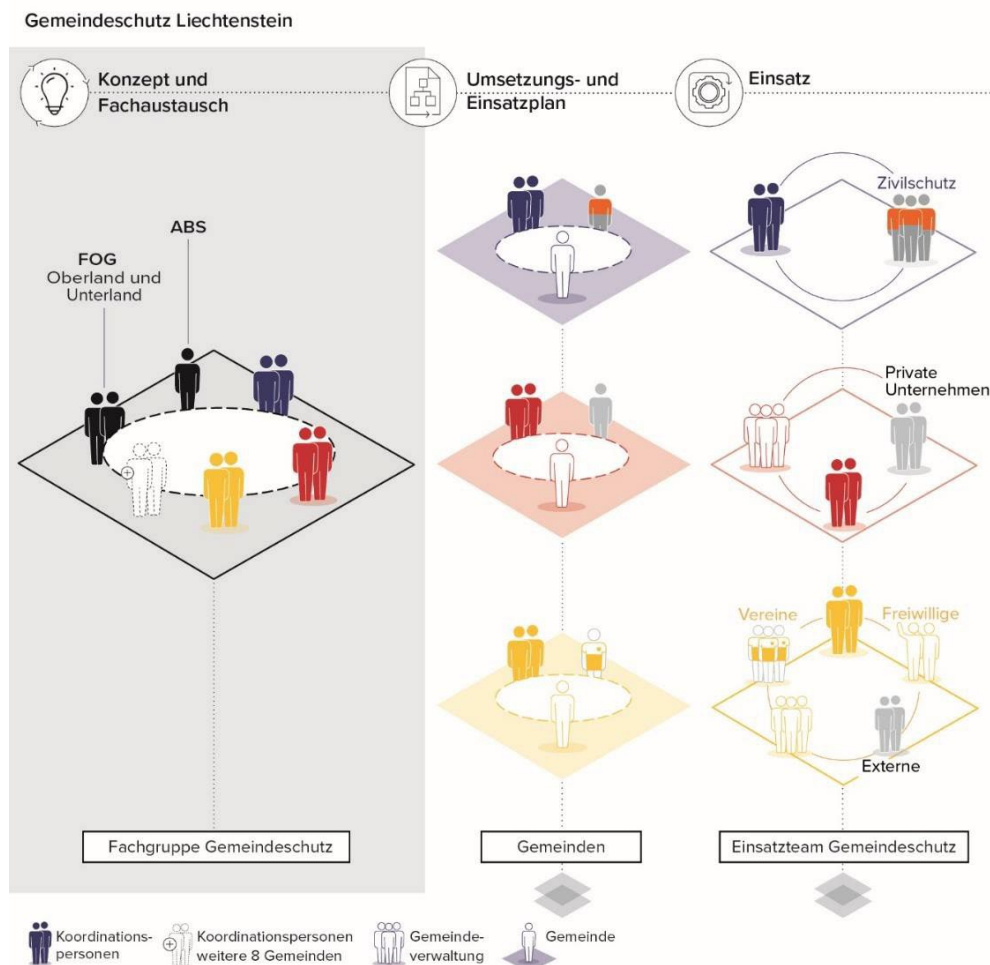 Gemeindeschutz Liechtenstein
Konzept und
Fachaustausch
Umsetzungs- und
Einsatzplan
Einsatz
ABS
FOG
Oberland und
Unterland
Zivilschutz
Private
Unternehmen
Vereine
Freiwillige
Externe
Fachgruppe Gemeindeschutz
Gemeinden
Einsatzteam Gemeindeschutz
Koordinations-
personen
Koordinationspersonen
weitere 8 Gemeinden
Gemeinde-
verwaltung
Gemeinde